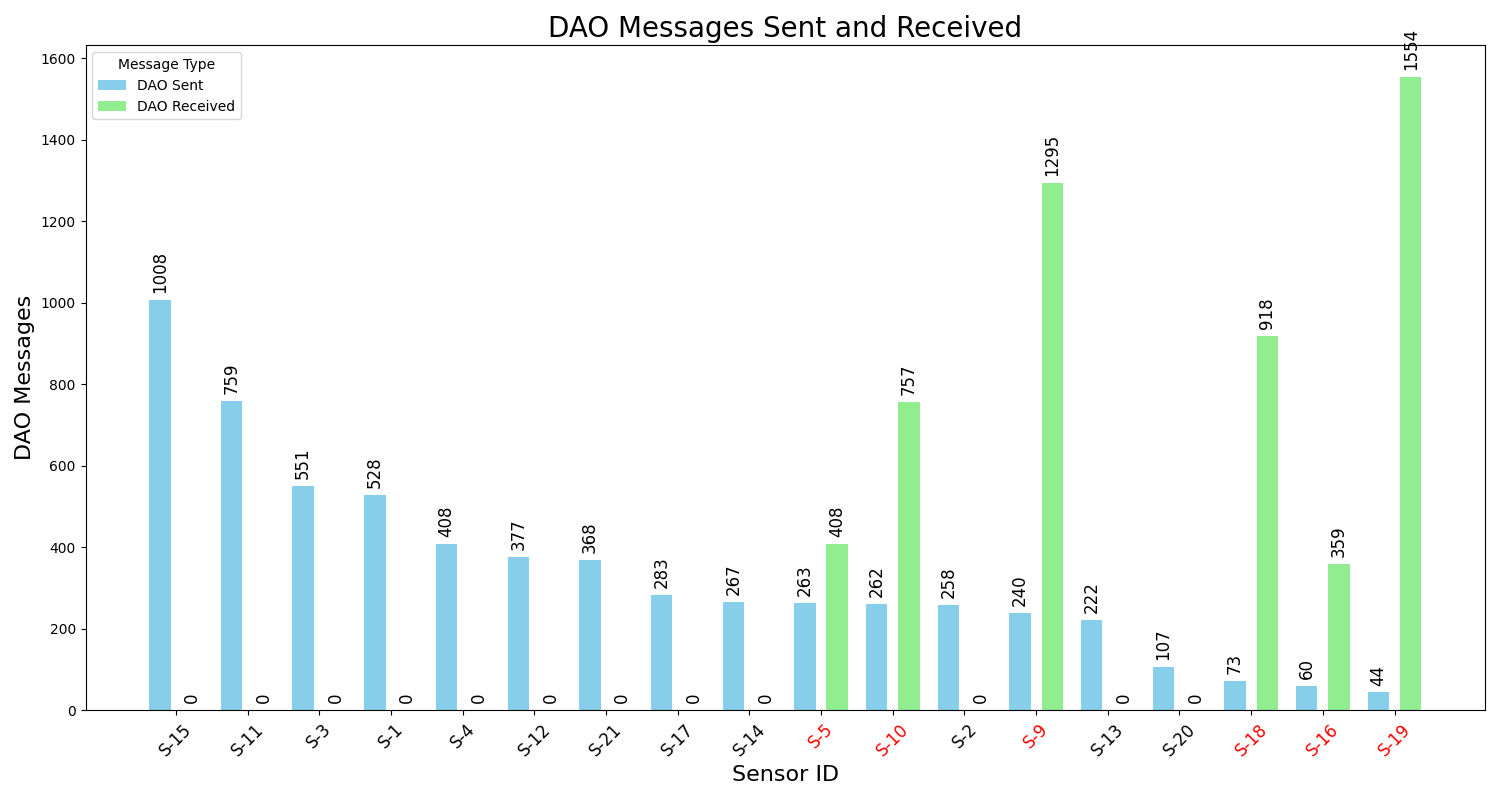 DAO Messages Sent and Received
Message Type
DAO Sent
DAO Received
DAO Messages
1600
1400
1200
1000
800
600
400
200
0
1008
0
759
0
551
0
528
0
408
0
377
0
368
0
283
0
267
0
263
408
262
757
258
0
240
1295
222
0
107
0
73
918
60
359
44
1554
S-15
S-11
S-3
S-1
S-4
S-12
S-21
S-17
S-14
S-5
S-10
S-2
S-9
S-13
S-20
S-18
S-16
S-19
Sensor ID